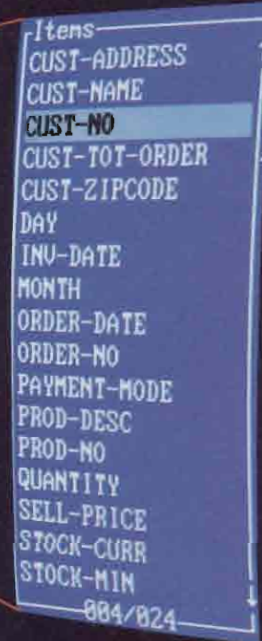 Items
CUST-ADDRESS
CUST-NAME
CUST-NO
CUST-TOT-ORDER
CUST-ZIPCODE
DAY
INV-DATE
MONTH
ORDER-DATE
ORDER-NO
PAYMENT-MODE
PROD-DESC
PROD-NO
QUANTITY
SELL-PRICE
STOCK-CURR
STOCK-MIN
004/024